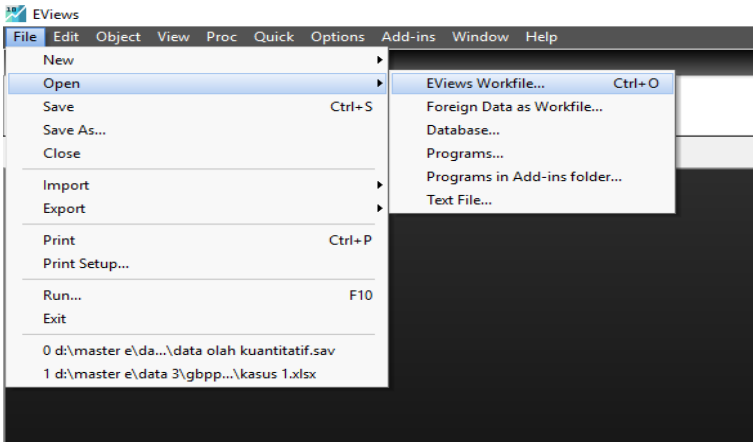 10
EViews
File Edit Object View Proc Quick Options Add-ins Window Help
New
Open
Save Ctrl+S
Save As...
Close
Import
Export
Print Ctrl+P
Print Setup...
Run... F10
Exit
0 d:\master e\da...\data olah kuantitatif.sav
1 d:\master e\data 3\gbpp...\kasus 1.xlsx
EViews Workfile... Ctrl+O
Foreign Data as Workfile...
Database...
Programs...
Programs in Add-ins folder...
Text File...